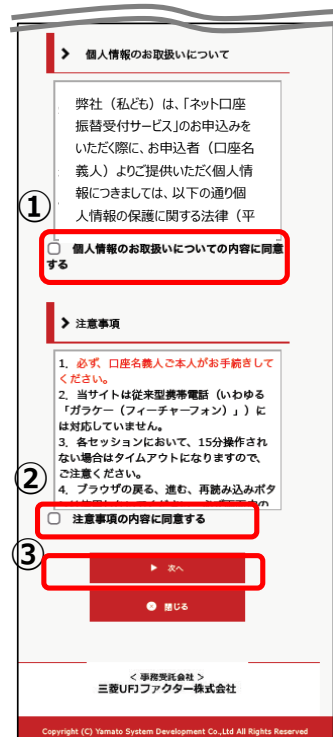 個人情報のお取扱いについて
弊社（私ども）は、「ネット口座
振替受付サービス」のお申込みを
いただく際に、お申込者（口座名
義人）よりご提供いただく個人情
報につきましては、以下の通り個
人情報の保護に関する法律（平
①
個人情報のお取扱いについての内容に同意
する
注意事項
1. 必ず、口座名義人ご本人がお手続きして
ください。
2. 当サイトは従来型携帯電話（いわゆる
「ガラケー（フィーチャーフォン）」）に
は対応していません。
3. 各セッションにおいて、15分操作され
ない場合はタイムアウトになりますので、
ご注意ください。
4. ブラウザの戻る、進む、再読み込みボタ
②
注意事項の内容に同意する
③
次へ
閉じる
< 事務受託会社 >
三菱UFJファクター株式会社
Copyright (C) Yamato System Development Co.,Ltd All Rights Reserved